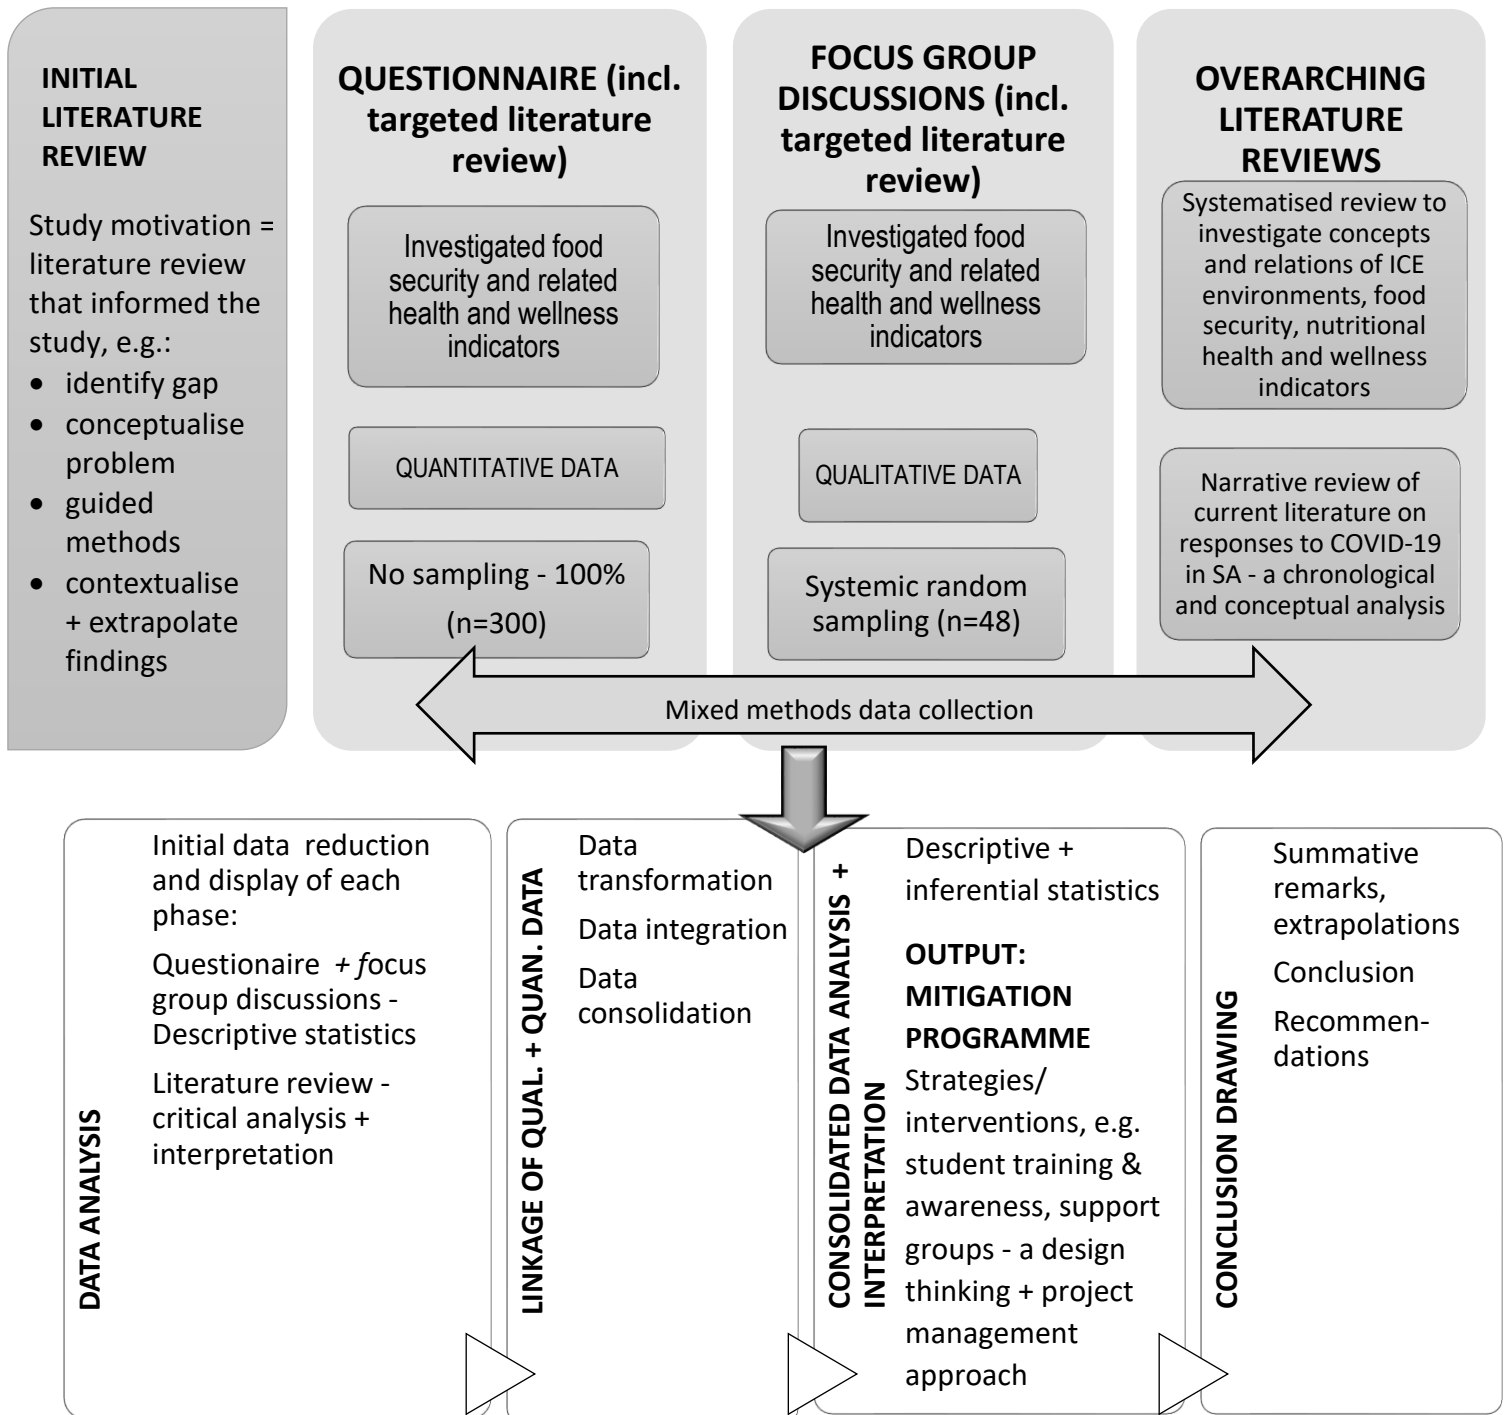 INITIAL
LITERATURE
REVIEW
Study motivation =
literature review
that informed the
study, e.g.:
• identify gap
• conceptualise
problem
• guided
methods
• contextualise
+ extrapolate
findings
QUESTIONNAIRE (incl.
targeted literature
review)
Investigated food
security and related
health and wellness
indicators
QUANTITATIVE DATA
No sampling - 100%
(n=300)
FOCUS GROUP
DISCUSSIONS (incl.
targeted literature
review)
Investigated food
security and related
health and wellness
indicators
QUALITATIVE DATA
Systemic random
sampling (n=48)
OVERARCHING
LITERATURE
REVIEWS
Systematised review to
investigate concepts
and relations of ICE
environments, food
security, nutritional
health and wellness
indicators
Narrative review of
current literature on
responses to COVID-19
in SA - a chronological
and conceptual analysis
Mixed methods data collection
DATA ANALYSIS
Initial data reduction
and display of each
phase:
Questionaire + focus
group discussions -
Descriptive statistics
Literature review -
critical analysis +
interpretation
LINKAGE OF QUAL. + QUAN. DATA
Data
transformation
Data integration
Data
consolidation
CONSOLIDATED DATA ANALYSIS +
INTERPRETATION
Descriptive +
inferential statistics
OUTPUT:
MITIGATION
PROGRAMME
Strategies/
interventions, e.g.
student training &
awareness, support
groups - a design
thinking + project
management
approach
CONCLUSION DRAWING
Summative
remarks,
extrapolations
Conclusion
Recommen-
dations